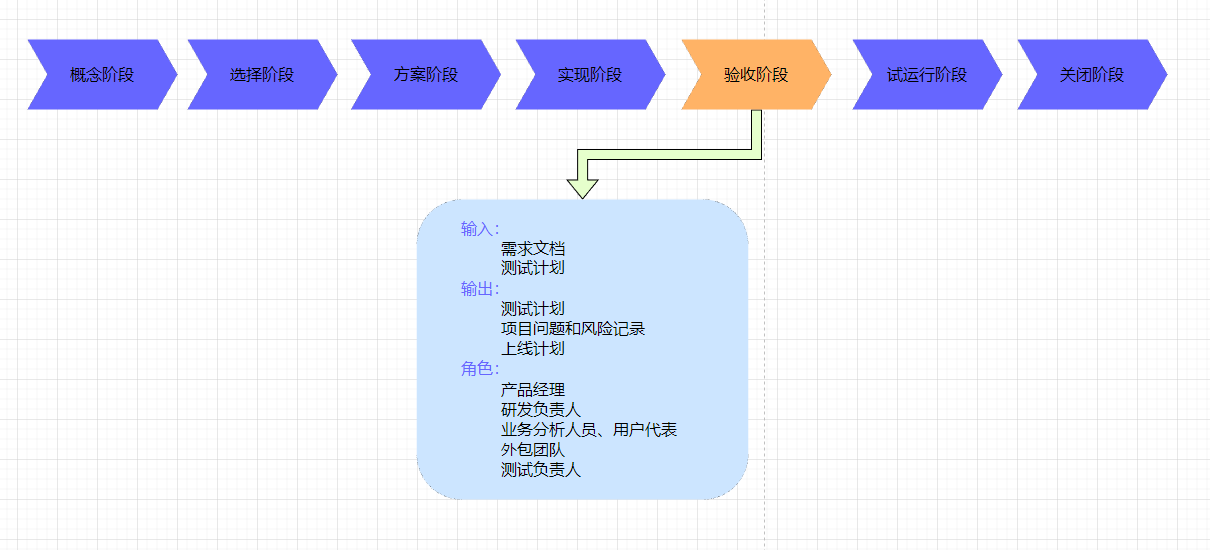 概念阶段
选择阶段
方案阶段
实现阶段
验收阶段
试运行阶段
关闭阶段
输入：
需求文档
测试计划
输出：
测试计划
项目问题和风险记录
上线计划
角色：
产品经理
研发负责人
业务分析人员、用户代表
外包团队
测试负责人